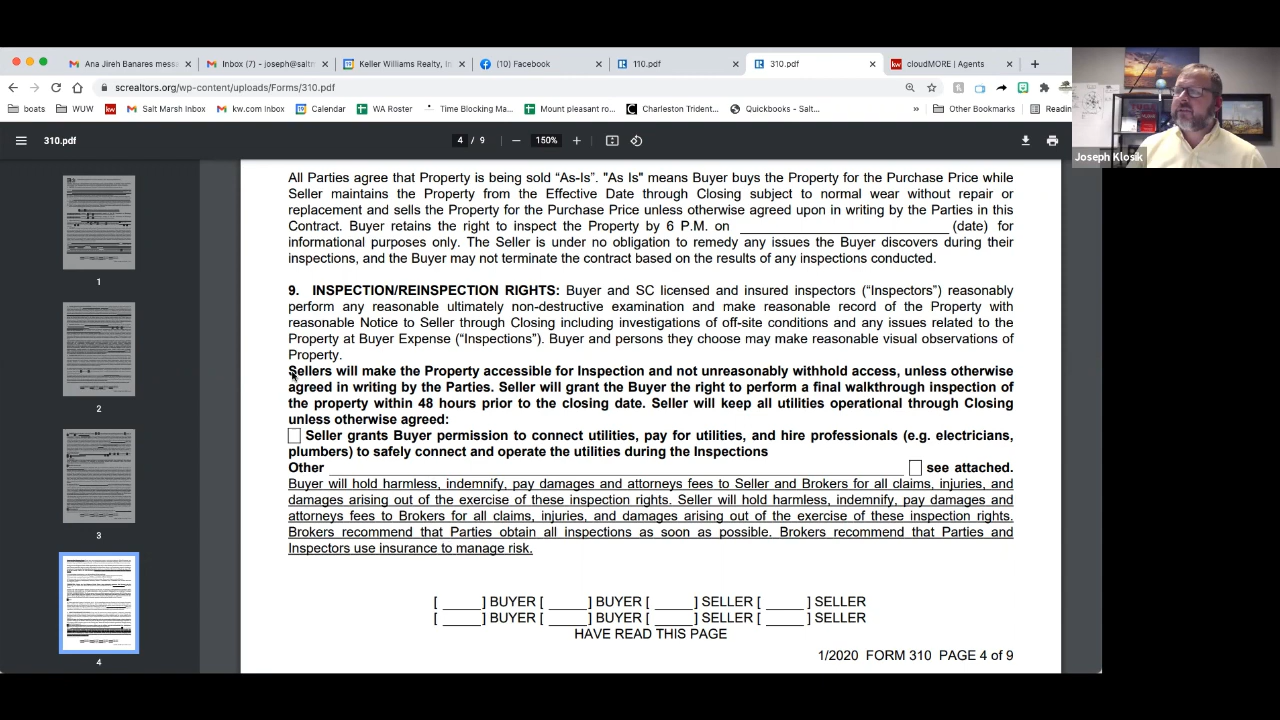 Ana Jireh Banares mess
Inbox (7) - joseph@saltm
Keller Williams Realty, In
(10) Facebook
110.pdf
310.pdf
cloudMORE | Agents
screaltors.org/wp-content/uploads/Forms/310.pdf
boats
WUW
Salt Marsh Inbox
kw.com Inbox
Calendar
WA Roster
Time Blocking Ma...
Mount pleasant ro...
Charleston Trident...
Quickbooks - Salt...
»
Other Bookmarks
Readin
310.pdf
4 / 9
150%
Joseph Klosik
1
2
3
4
All Parties agree that Property is being sold “As-Is”. "As Is" means Buyer buys the Property for the Purchase Price while
Seller maintains the Property from the Effective Date through Closing subject to normal wear without repair or
replacement and sells the Property for the Purchase Price unless otherwise agreed upon in writing by the Parties in this
Contract. Buyer retains the right to inspect the Property by 6 P.M. on ____________________________ (date) for
informational purposes only. The Seller is under no obligation to remedy any issues the Buyer discovers during their
inspections, and the Buyer may not terminate the contract based on the results of any inspections conducted.
9. INSPECTION/REINSPECTION RIGHTS: Buyer and SC licensed and insured inspectors (“Inspectors”) reasonably
perform any reasonable ultimately non-destructive examination and make reasonable record of the Property with
reasonable Notice to Seller through Closing including investigations of off-site conditions and any issues related to the
Property at Buyer Expense (“Inspections”). Buyer and persons they choose may make reasonable visual observations of
Property.
Sellers will make the Property accessible for Inspection and not unreasonably withhold access, unless otherwise
agreed in writing by the Parties. Seller will grant the Buyer the right to perform a final walkthrough inspection of
the property within 48 hours prior to the closing date. Seller will keep all utilities operational through Closing
unless otherwise agreed:
Seller grants Buyer permission to connect utilities, pay for utilities, and hire professionals (e.g. electricians,
plumbers) to safely connect and operate the utilities during the Inspections
Other ____________________________ see attached.
Buyer will hold harmless, indemnify, pay damages and attorneys fees to Seller and Brokers for all claims, injuries, and
damages arising out of the exercise of these inspection rights. Seller will hold harmless, indemnify, pay damages and
attorneys fees to Brokers for all claims, injuries, and damages arising out of the exercise of these inspection rights.
Brokers recommend that Parties obtain all inspections as soon as possible. Brokers recommend that Parties and
Inspectors use insurance to manage risk.
[ _____] BUYER [ _____] BUYER [ _____] SELLER [ _____] SELLER
[ _____] BUYER [ _____] BUYER [ _____] SELLER [ _____] SELLER
HAVE READ THIS PAGE
1/2020 FORM 310 PAGE 4 of 9